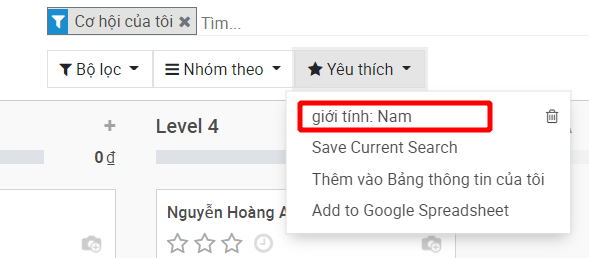 Cơ hội của tôi Tìm...
Bộ lọc Nhóm theo Yêu thích
giới tính: Nam
Level 4
Save Current Search
0 ₫
Thêm vào Bảng thông tin của tôi
Nguyễn Hoàng
Add to Google Spreadsheet